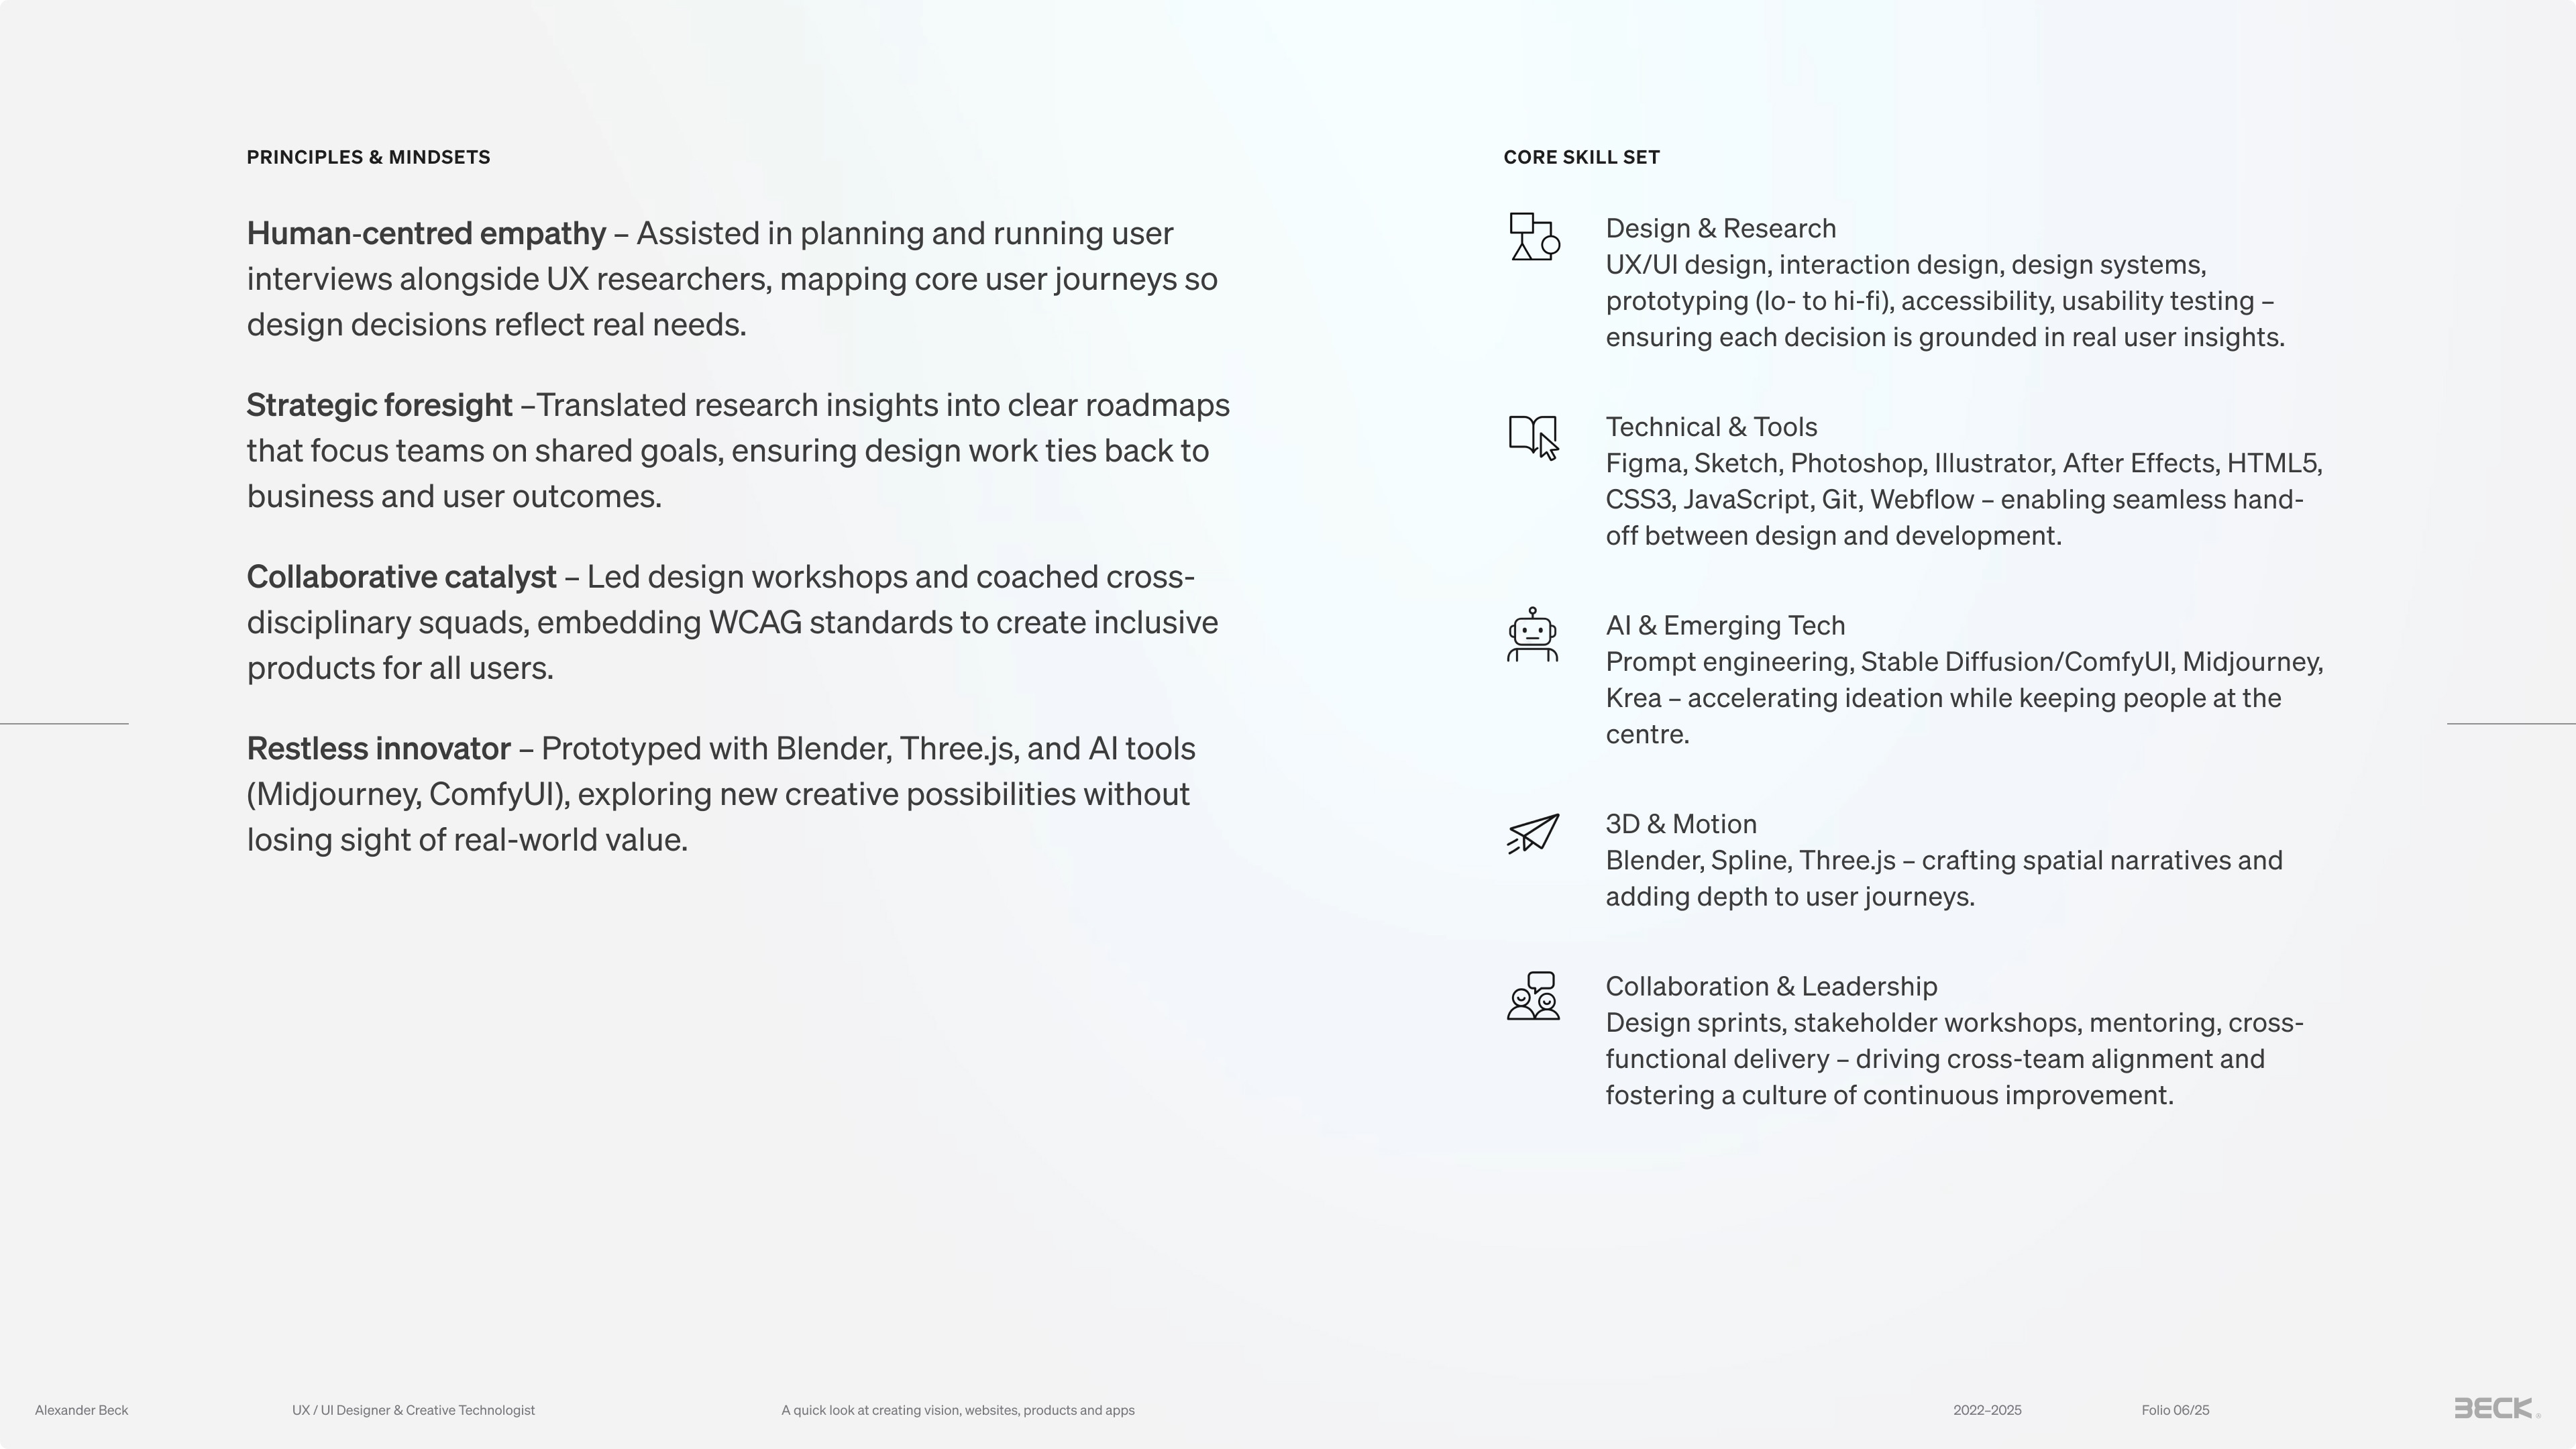 PRINCIPLES & MINDSETS
Human-centred empathy – Assisted in planning and running user
interviews alongside UX researchers, mapping core user journeys so
design decisions reflect real needs.
Strategic foresight –Translated research insights into clear roadmaps
that focus teams on shared goals, ensuring design work ties back to
business and user outcomes.
Collaborative catalyst – Led design workshops and coached cross-
disciplinary squads, embedding WCAG standards to create inclusive
products for all users.
Restless innovator – Prototyped with Blender, Three.js, and AI tools
(Midjourney, ComfyUI), exploring new creative possibilities without
losing sight of real-world value.
CORE SKILL SET
Design & Research
UX/UI design, interaction design, design systems,
prototyping (lo- to hi-fi), accessibility, usability testing –
ensuring each decision is grounded in real user insights.
Technical & Tools
Figma, Sketch, Photoshop, Illustrator, After Effects, HTML5,
CSS3, JavaScript, Git, Webflow – enabling seamless hand-
off between design and development.
AI & Emerging Tech
Prompt engineering, Stable Diffusion/ComfyUI, Midjourney,
Krea – accelerating ideation while keeping people at the
centre.
3D & Motion
Blender, Spline, Three.js – crafting spatial narratives and
adding depth to user journeys.
Collaboration & Leadership
Design sprints, stakeholder workshops, mentoring, cross-
functional delivery – driving cross-team alignment and
fostering a culture of continuous improvement.
Alexander Beck
UX / UI Designer & Creative Technologist
A quick look at creating vision, websites, products and apps
2022–2025
Folio 06/25
BECK®